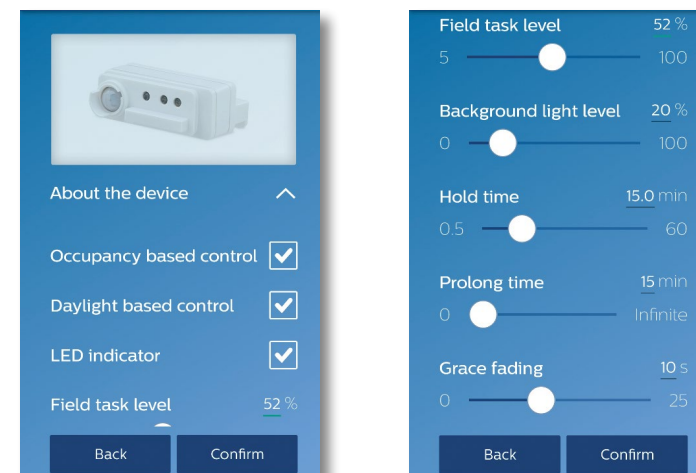 About the device
Occupancy based control
Daylight based control
LED indicator
Field task level 52 %
Back Confirm
Field task level 52 %
5 100
Background light level 20 %
0 100
Hold time 15.0 min
0.5 60
Prolong time 15 min
0 Infinite
Grace fading 10 s
0 25
Back Confirm